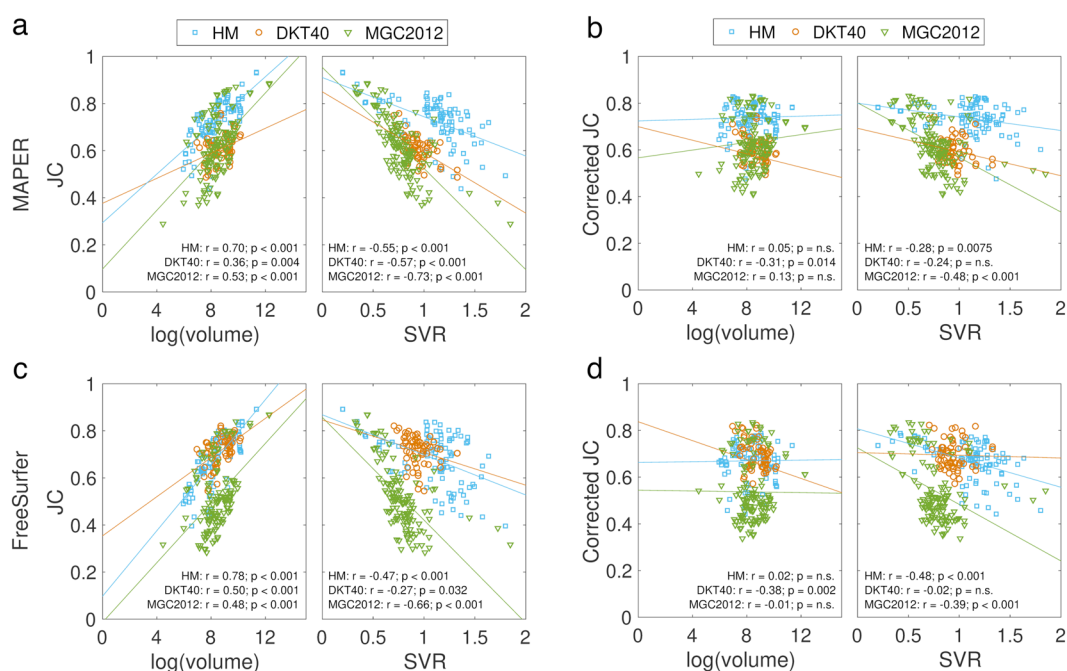 a
HM DKT40 MGC2012
b
HM DKT40 MGC2012
MAPER
JC
1
0.8
0.6
0.4
0.2
0
HM: r = 0.70; p < 0.001
DKT40: r = 0.36; p = 0.004
MGC2012: r = 0.53; p < 0.001
0 4 8 12
log(volume)
HM: r = -0.55; p < 0.001
DKT40: r = -0.57; p < 0.001
MGC2012: r = -0.73; p < 0.001
0 0.5 1 1.5 2
SVR
Corrected JC
1
0.8
0.6
0.4
0.2
0
HM: r = 0.05; p = n.s.
DKT40: r = -0.31; p = 0.014
MGC2012: r = 0.13; p = n.s.
0 4 8 12
log(volume)
HM: r = -0.28; p = 0.0075
DKT40: r = -0.24; p = n.s.
MGC2012: r = -0.48; p < 0.001
0 0.5 1 1.5 2
SVR
c
FreeSurfer
JC
1
0.8
0.6
0.4
0.2
0
HM: r = 0.78; p < 0.001
DKT40: r = 0.50; p < 0.001
MGC2012: r = 0.48; p < 0.001
0 4 8 12
log(volume)
HM: r = -0.47; p < 0.001
DKT40: r = -0.27; p = 0.032
MGC2012: r = -0.66; p < 0.001
0 0.5 1 1.5 2
SVR
d
Corrected JC
1
0.8
0.6
0.4
0.2
0
HM: r = 0.02; p = n.s.
DKT40: r = -0.38; p = 0.002
MGC2012: r = -0.01; p = n.s.
0 4 8 12
log(volume)
HM: r = -0.48; p < 0.001
DKT40: r = -0.02; p = n.s.
MGC2012: r = -0.39; p < 0.001
0 0.5 1 1.5 2
SVR